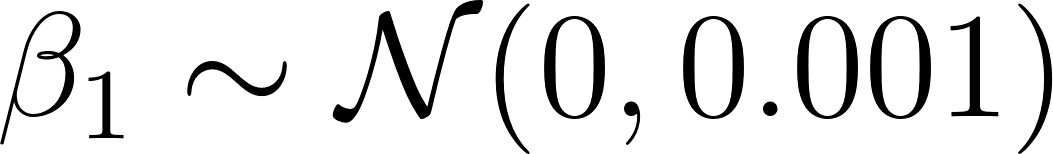 β₁ ~ 𝒩(0, 0.001)